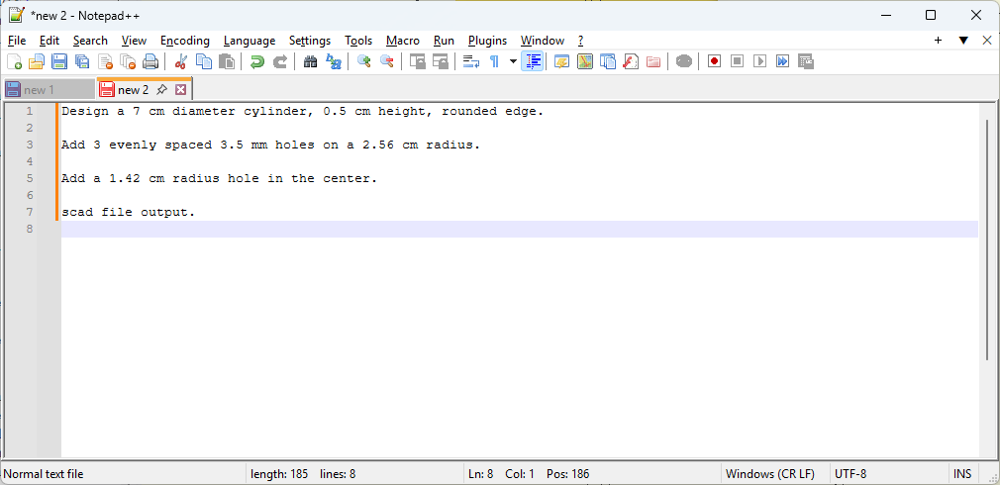 *new 2 - Notepad++
File Edit Search View Encoding Language Settings Tools Macro Run Plugins Window ?
new 1 new 2
1 Design a 7 cm diameter cylinder, 0.5 cm height, rounded edge.
2
3 Add 3 evenly spaced 3.5 mm holes on a 2.56 cm radius.
4
5 Add a 1.42 cm radius hole in the center.
6
7 scad file output.
8
Normal text file length: 185 lines: 8 Ln: 8 Col: 1 Pos: 186 Windows (CR LF) UTF-8 INS